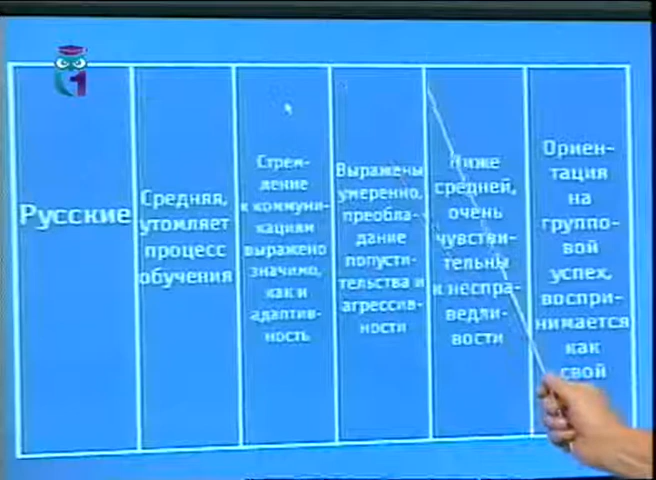 1
Русские
Средняя,
утомляет
процесс
обучения
Стрем-
ление
к коммуни-
кациям
выражено
значимо,
как и
адаптив-
ность
Выражены
умеренно,
преобла-
дание
попусти-
тельства и
агрессив-
ности
Ниже
средней,
очень
чувстви-
тельны
к неспра-
ведли-
вости
Ориен-
тация
на
группо-
вой
успех,
воспри-
нимается
как
свой